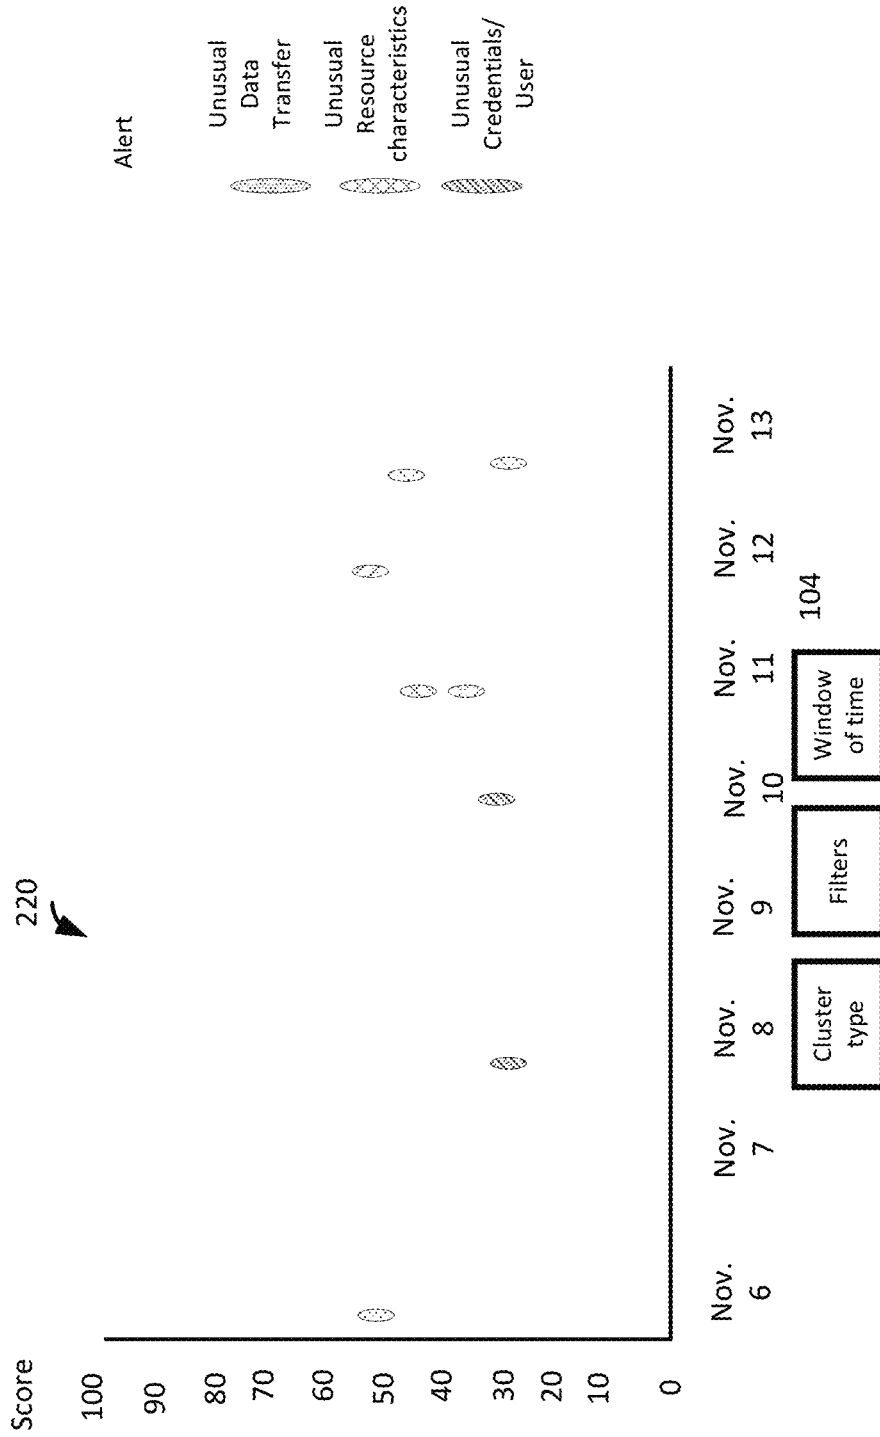 220
Score
100
90
80
70
60
50
40
30
20
10
0
Nov.
6
Nov.
7
Nov.
8
Nov.
9
Nov.
10
Nov.
11
Nov.
12
Nov.
13
Alert
Unusual
Data
Transfer
Unusual
Resource
characteristics
Unusual
Credentials/
User
Cluster
type
Filters
Window
of time
104